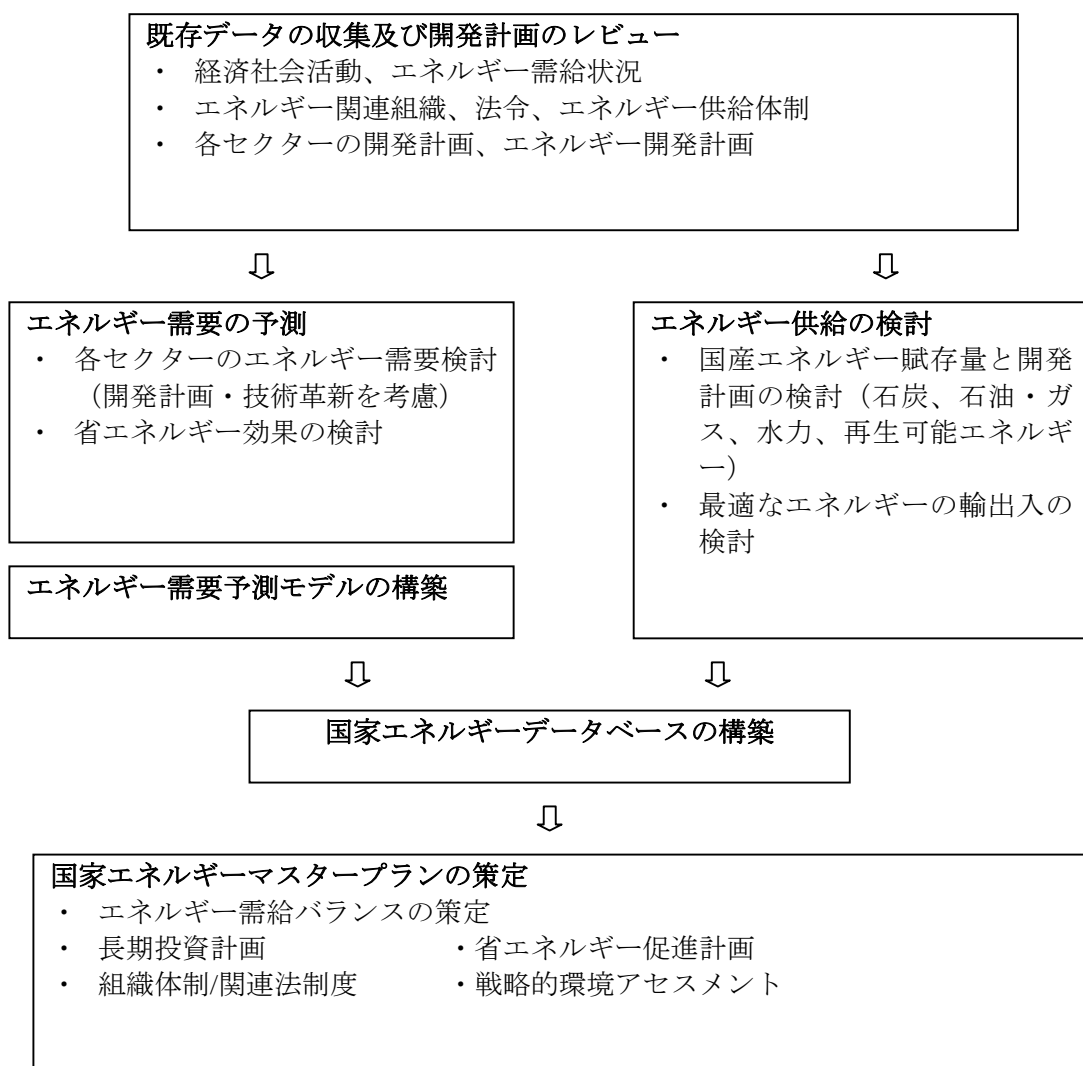 既存データの収集及び開発計画のレビュー
・ 経済社会活動、エネルギー需給状況
・ エネルギー関連組織、法令、エネルギー供給体制
・ 各セクターの開発計画、エネルギー開発計画
⇩ ⇩
エネルギー需要の予測
・ 各セクターのエネルギー需要検討
（開発計画・技術革新を考慮）
・ 省エネルギー効果の検討
エネルギー需要予測モデルの構築
エネルギー供給の検討
・ 国産エネルギー賦存量と開発
計画の検討（石炭、石油・ガ
ス、水力、再生可能エネルギ
ー）
・ 最適なエネルギーの輸出入の
検討
⇩ ⇩
国家エネルギーデータベースの構築
⇩
国家エネルギーマスタープランの策定
・ エネルギー需給バランスの策定
・ 長期投資計画 ・省エネルギー促進計画
・ 組織体制/関連法制度 ・戦略的環境アセスメント